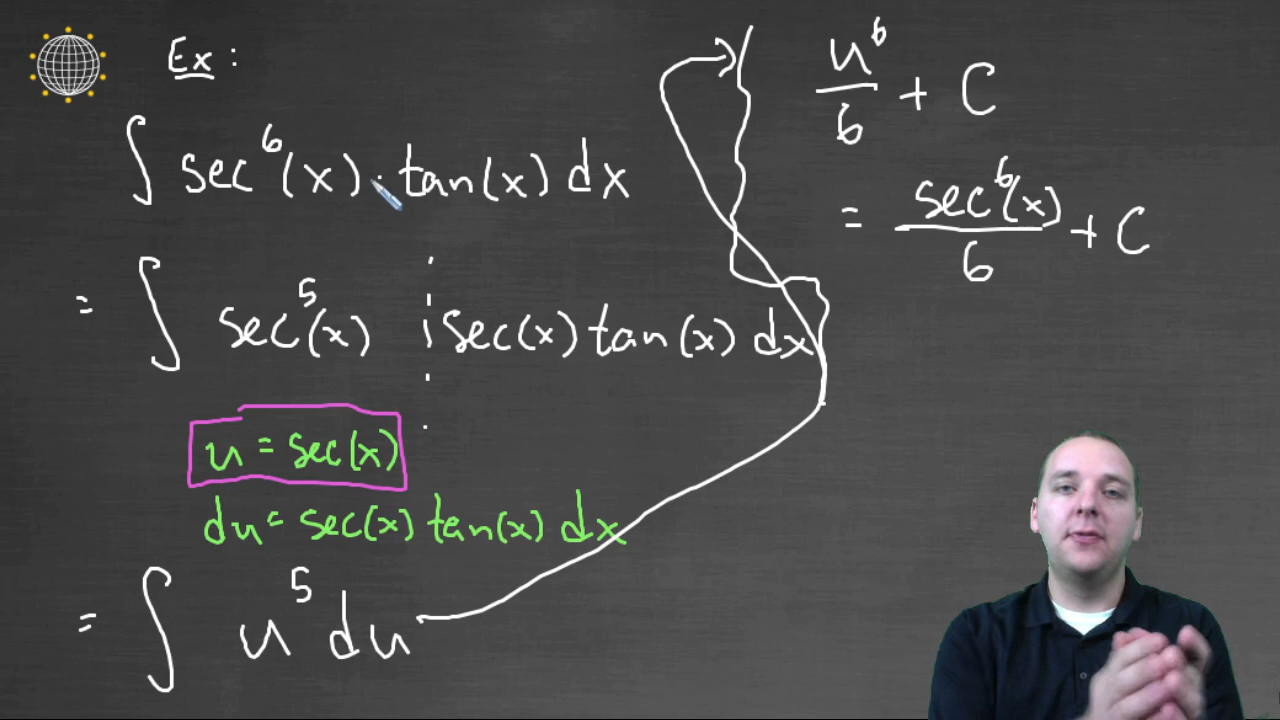 Ex:
∫ sec⁶(x)·tan(x) dx
= ∫ sec⁵(x) sec(x) tan(x) dx
u = sec(x)
du = sec(x) tan(x) dx
= ∫ u⁵ du
u⁶/6 + C
= sec⁶(x)/6 + C